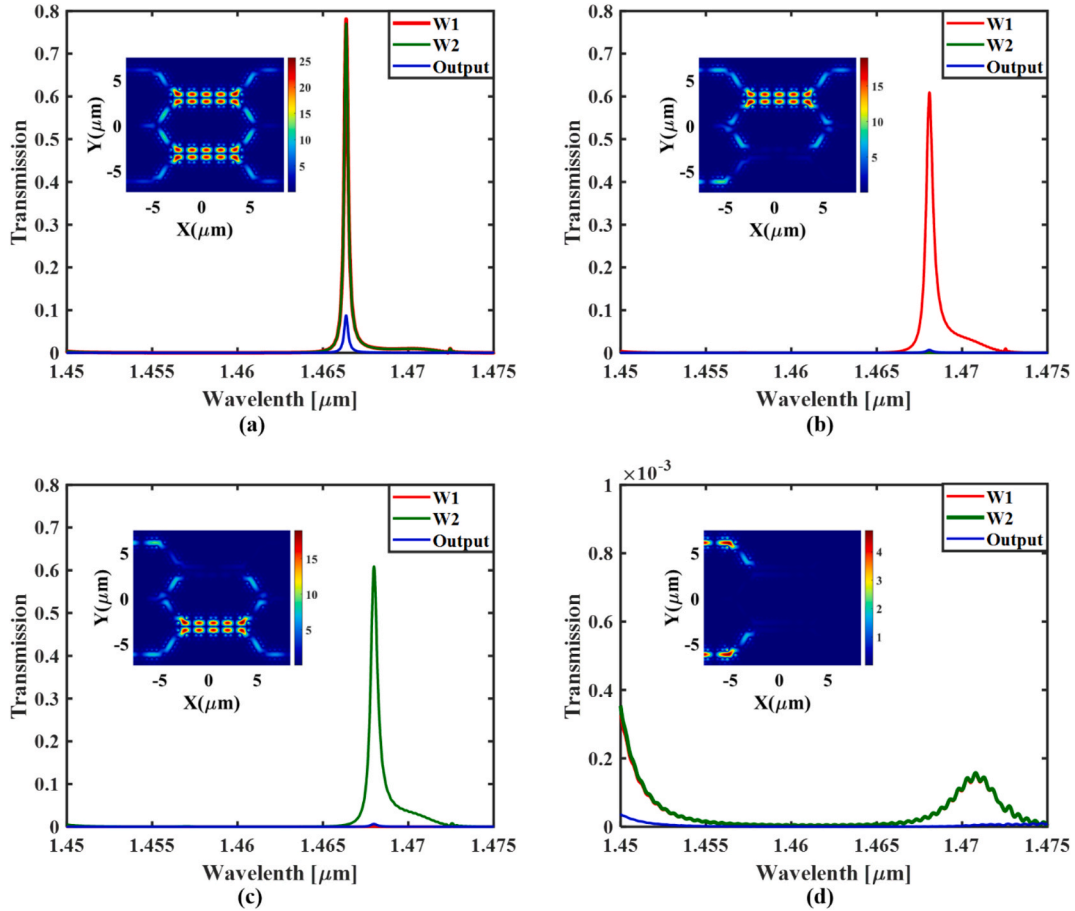 0.8
0.7
0.6
0.5
0.4
0.3
0.2
0.1
0
Transmission
W1
W2
Output
5
0
-5
Y(μm)
25
20
15
10
5
-5 0 5
X(μm)
1.45 1.455 1.46 1.465 1.47 1.475
Wavelenth [μm]
(a)
0.8
0.7
0.6
0.5
0.4
0.3
0.2
0.1
0
Transmission
W1
W2
Output
5
0
-5
Y(μm)
15
10
5
-5 0 5
X(μm)
1.45 1.455 1.46 1.465 1.47 1.475
Wavelenth [μm]
(b)
0.8
0.7
0.6
0.5
0.4
0.3
0.2
0.1
0
Transmission
W1
W2
Output
5
0
-5
Y(μm)
15
10
5
-5 0 5
X(μm)
1.45 1.455 1.46 1.465 1.47 1.475
Wavelenth [μm]
(c)
×10⁻³
1
0.8
0.6
0.4
0.2
0
Transmission
W1
W2
Output
5
0
-5
Y(μm)
4
3
2
1
-5 0 5
X(μm)
1.45 1.455 1.46 1.465 1.47 1.475
Wavelenth [μm]
(d)